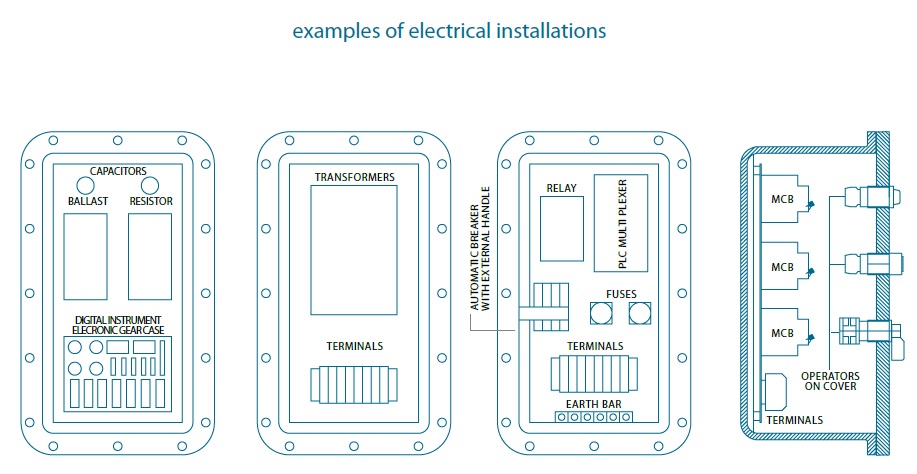 examples of electrical installations
CAPACITORS
BALLAST
RESISTOR
DIGITAL INSTRUMENT
ELECRONIC GEAR CASE
TRANSFORMERS
TERMINALS
AUTOMATIC BREAKER
WITH EXTERNAL HANDLE
RELAY
PLC MULTI PLEXER
FUSES
TERMINALS
EARTH BAR
MCB
MCB
MCB
OPERATORS
ON COVER
TERMINALS